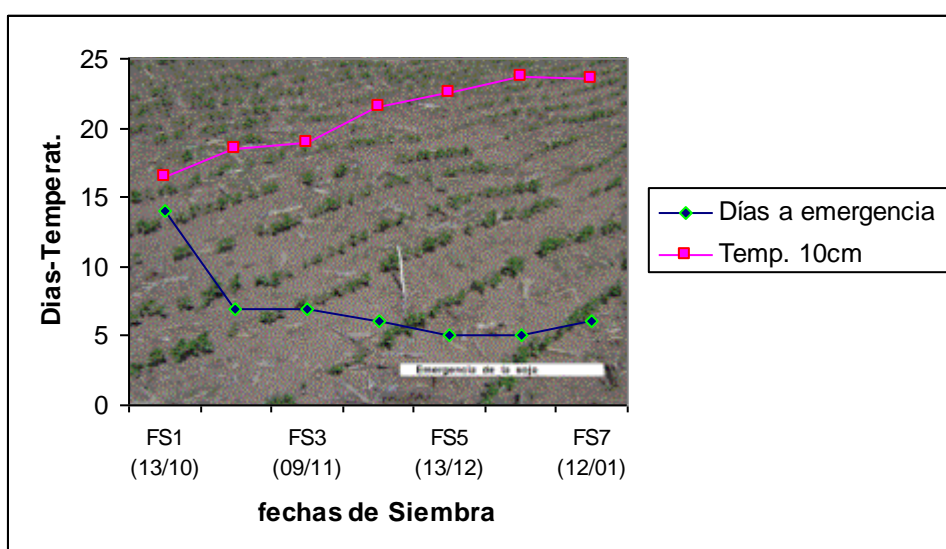 25
20
15
10
5
0
Dias-Temperat.
Emergencia de la soja
FS1
(13/10)
FS3
(09/11)
FS5
(13/12)
FS7
(12/01)
fechas de Siembra
Días a emergencia
Temp. 10cm